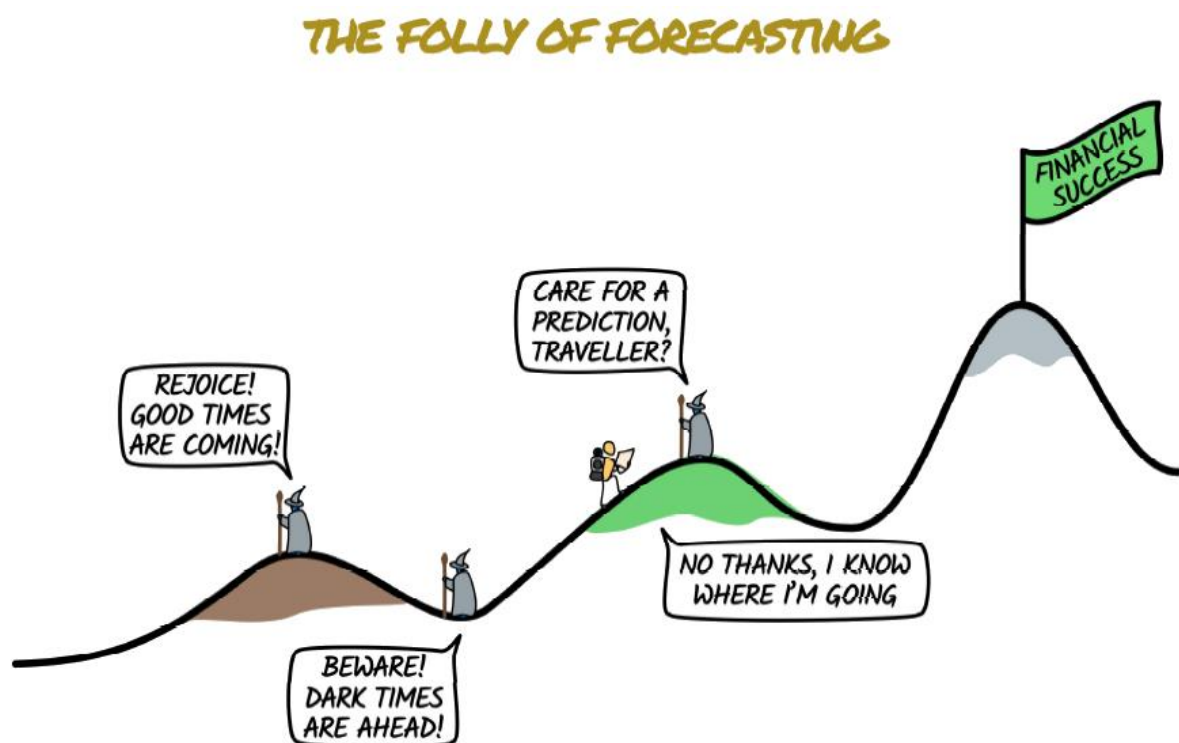 THE FOLLY OF FORECASTING
FINANCIAL
SUCCESS
CARE FOR A
PREDICTION,
TRAVELLER?
REJOICE!
GOOD TIMES
ARE COMING!
NO THANKS, I KNOW
WHERE I'M GOING
BEWARE!
DARK TIMES
ARE AHEAD!